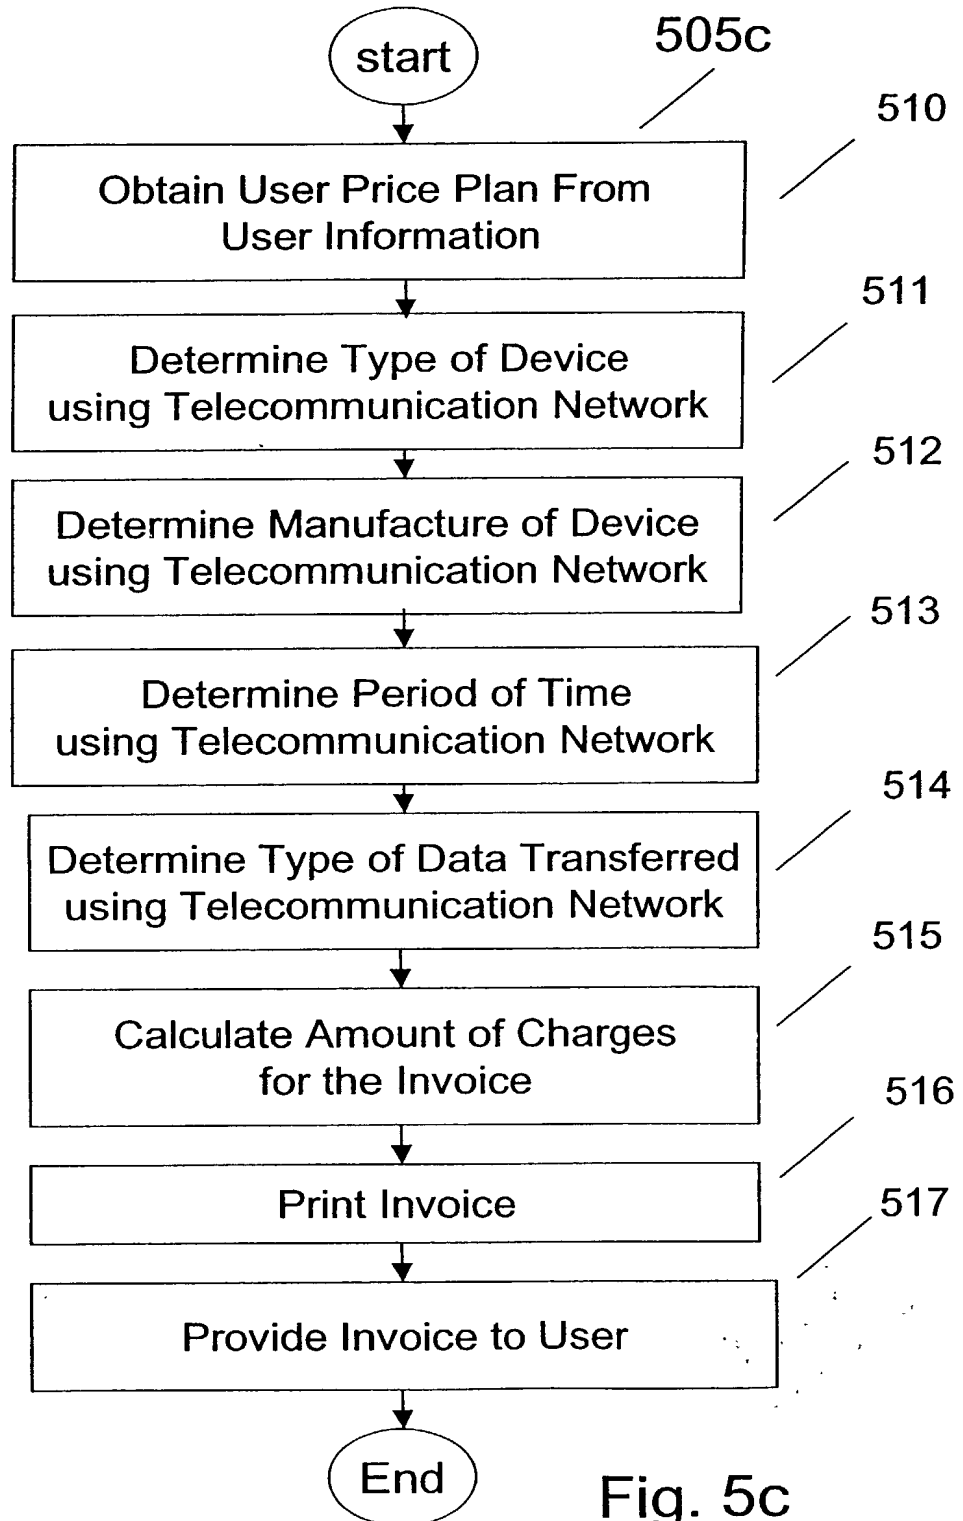 start
505c
510
Obtain User Price Plan From
User Information
511
Determine Type of Device
using Telecommunication Network
512
Determine Manufacture of Device
using Telecommunication Network
513
Determine Period of Time
using Telecommunication Network
514
Determine Type of Data Transferred
using Telecommunication Network
515
Calculate Amount of Charges
for the Invoice
516
Print Invoice
517
Provide Invoice to User
End
Fig. 5c